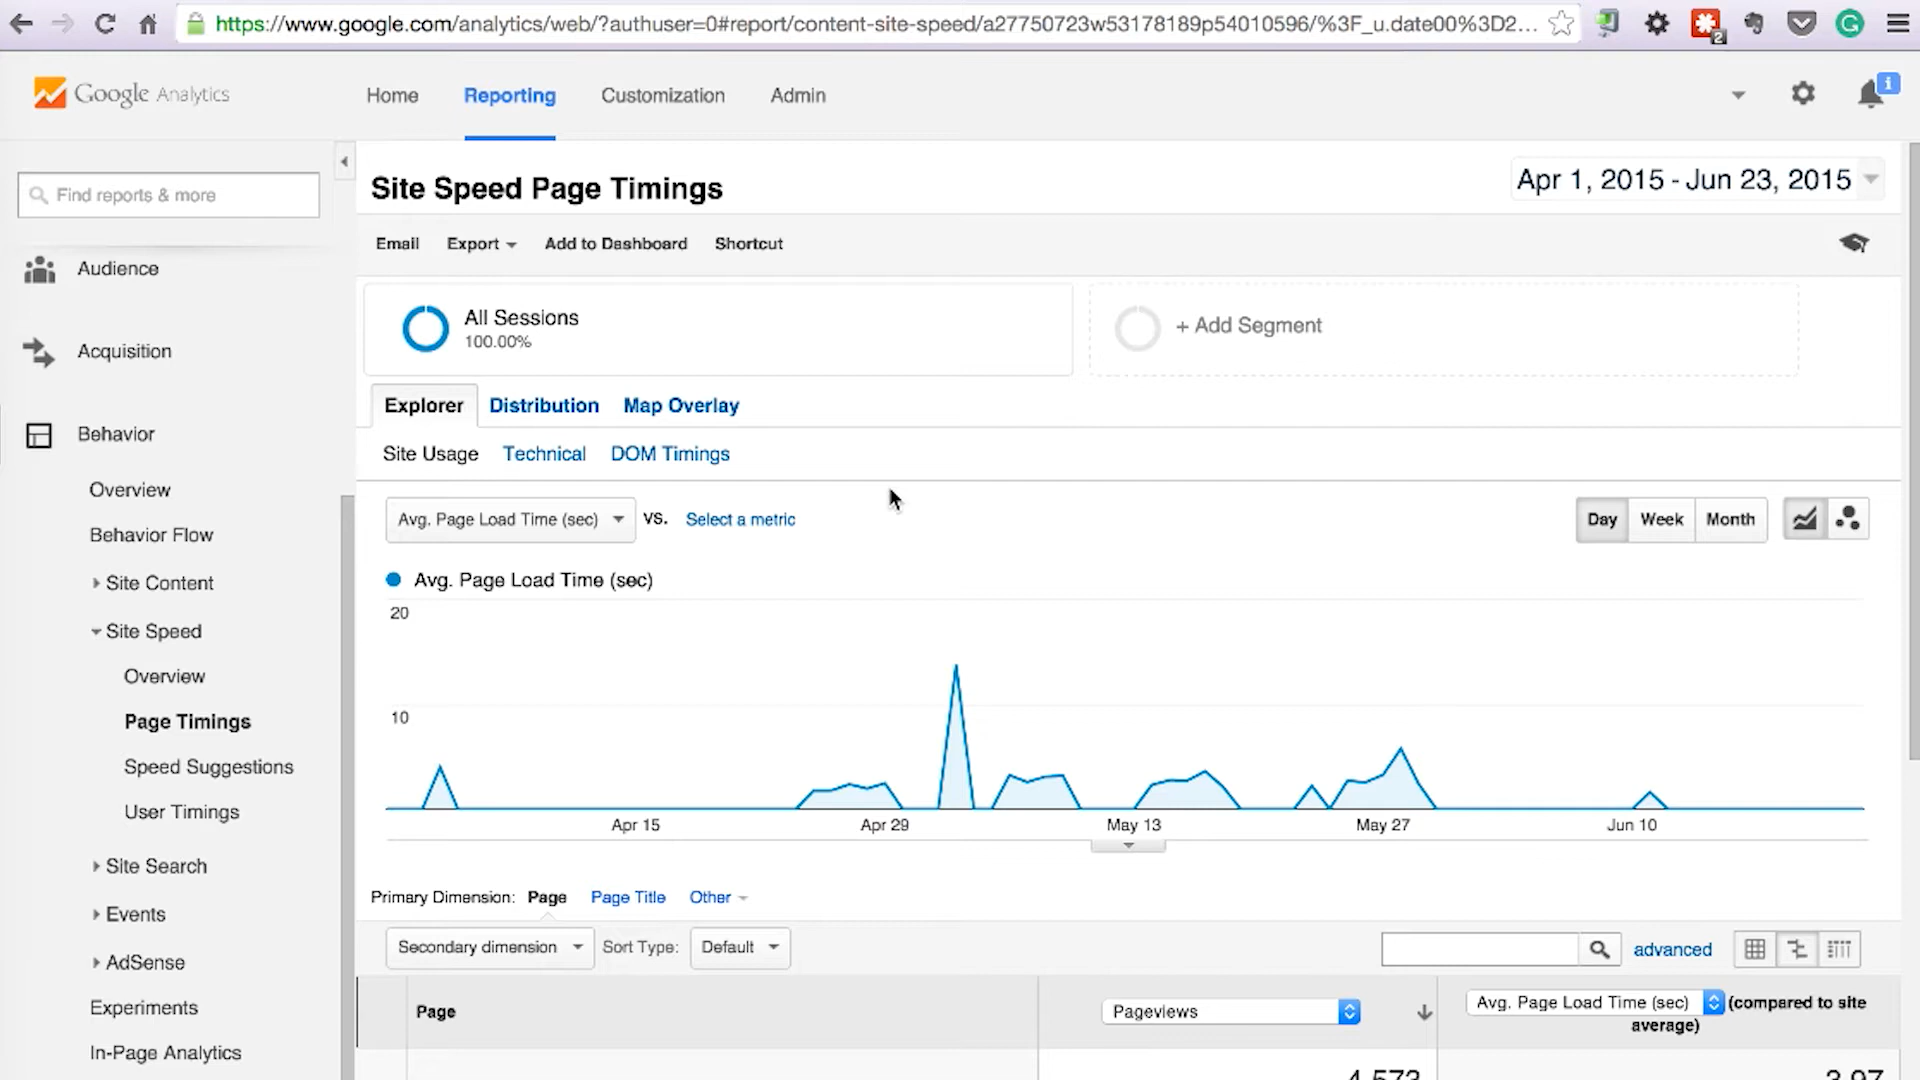 https://www.google.com/analytics/web/?authuser=0#report/content-site-speed/a27750723w53178189p54010596/%3F_u.date00%3D2...
2
G
Google Analytics
Home
Reporting
Customization
Admin
i
Find reports & more
Audience
Acquisition
Behavior
Overview
Behavior Flow
Site Content
Site Speed
Overview
Page Timings
Speed Suggestions
User Timings
Site Search
Events
AdSense
Experiments
In-Page Analytics
Site Speed Page Timings
Apr 1, 2015 - Jun 23, 2015
Email
Export
Add to Dashboard
Shortcut
All Sessions
100.00%
+ Add Segment
Explorer
Distribution
Map Overlay
Site Usage
Technical
DOM Timings
Avg. Page Load Time (sec)
VS.
Select a metric
Day
Week
Month
Avg. Page Load Time (sec)
20
10
Apr 15
Apr 29
May 13
May 27
Jun 10
Primary Dimension:
Page
Page Title
Other
Secondary dimension
Sort Type:
Default
advanced
Page
Pageviews
Avg. Page Load Time (sec)
(compared to site
average)
4,573
3.97